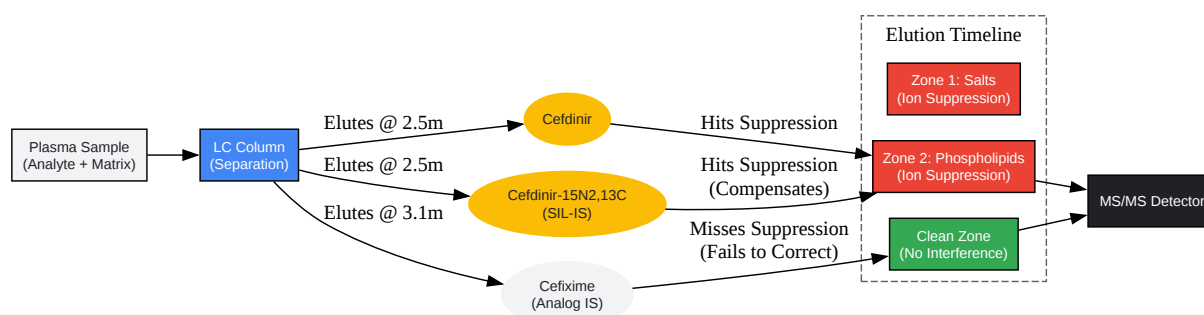 Plasma Sample
(Analyte + Matrix)
LC Column
(Separation)
Elutes @ 2.5m
Elutes @ 2.5m
Elutes @ 3.1m
Cefdinir
Cefdinir-15N2,13C
(SIL-IS)
Cefixime
(Analog IS)
Hits Suppression
Hits Suppression
(Compensates)
Misses Suppression
(Fails to Correct)
Elution Timeline
Zone 1: Salts
(Ion Suppression)
Zone 2: Phospholipids
(Ion Suppression)
Clean Zone
(No Interference)
MS/MS Detector